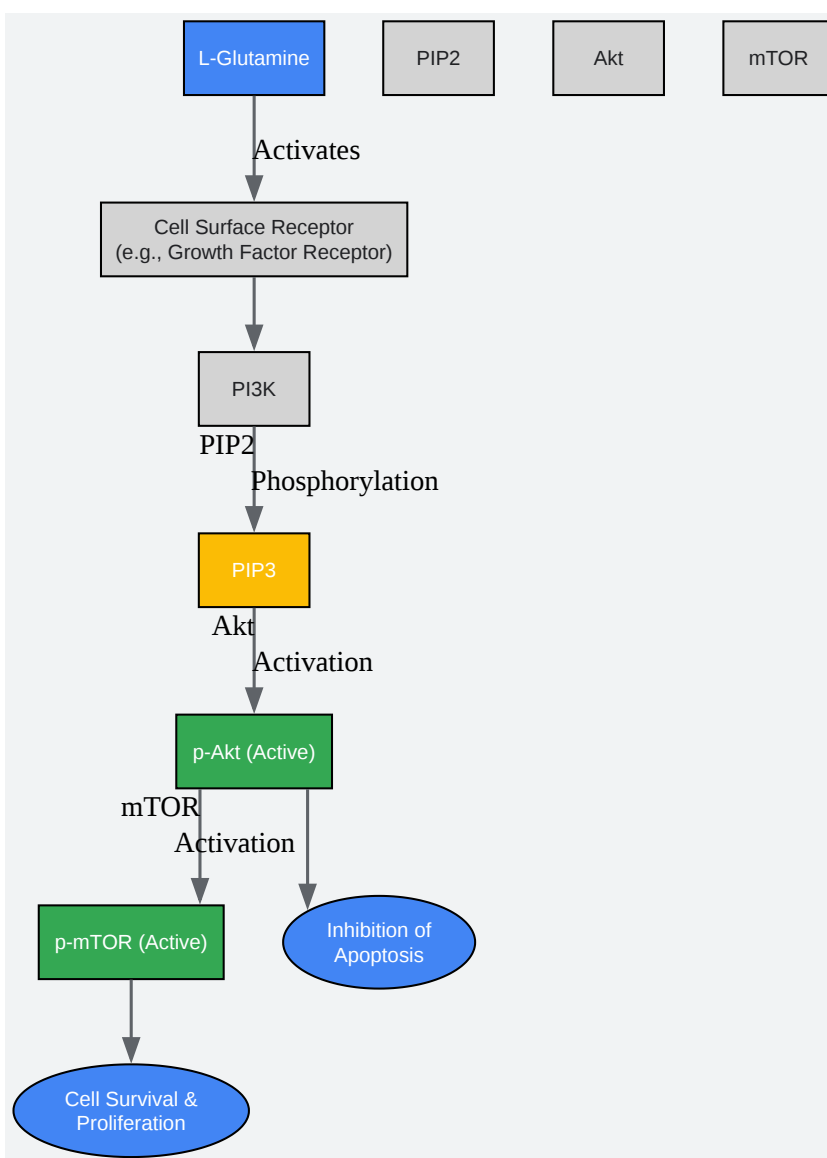 L-Glutamine
PIP2
Akt
mTOR
Activates
Cell Surface Receptor
(e.g., Growth Factor Receptor)
PI3K
PIP2
Phosphorylation
PIP3
Akt
Activation
p-Akt (Active)
mTOR
Activation
p-mTOR (Active)
Inhibition of
Apoptosis
Cell Survival &
Proliferation